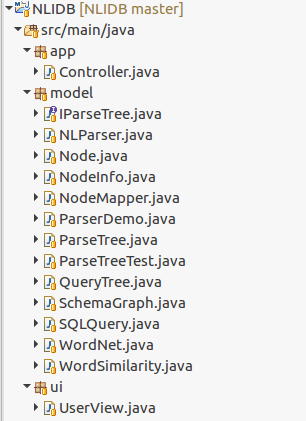 NLIDB [NLIDB master]
src/main/java
app
Controller.java
model
IParseTree.java
NLParser.java
Node.java
NodeInfo.java
NodeMapper.java
ParserDemo.java
ParseTree.java
ParseTreeTest.java
QueryTree.java
SchemaGraph.java
SQLQuery.java
WordNet.java
WordSimilarity.java
ui
UserView.java